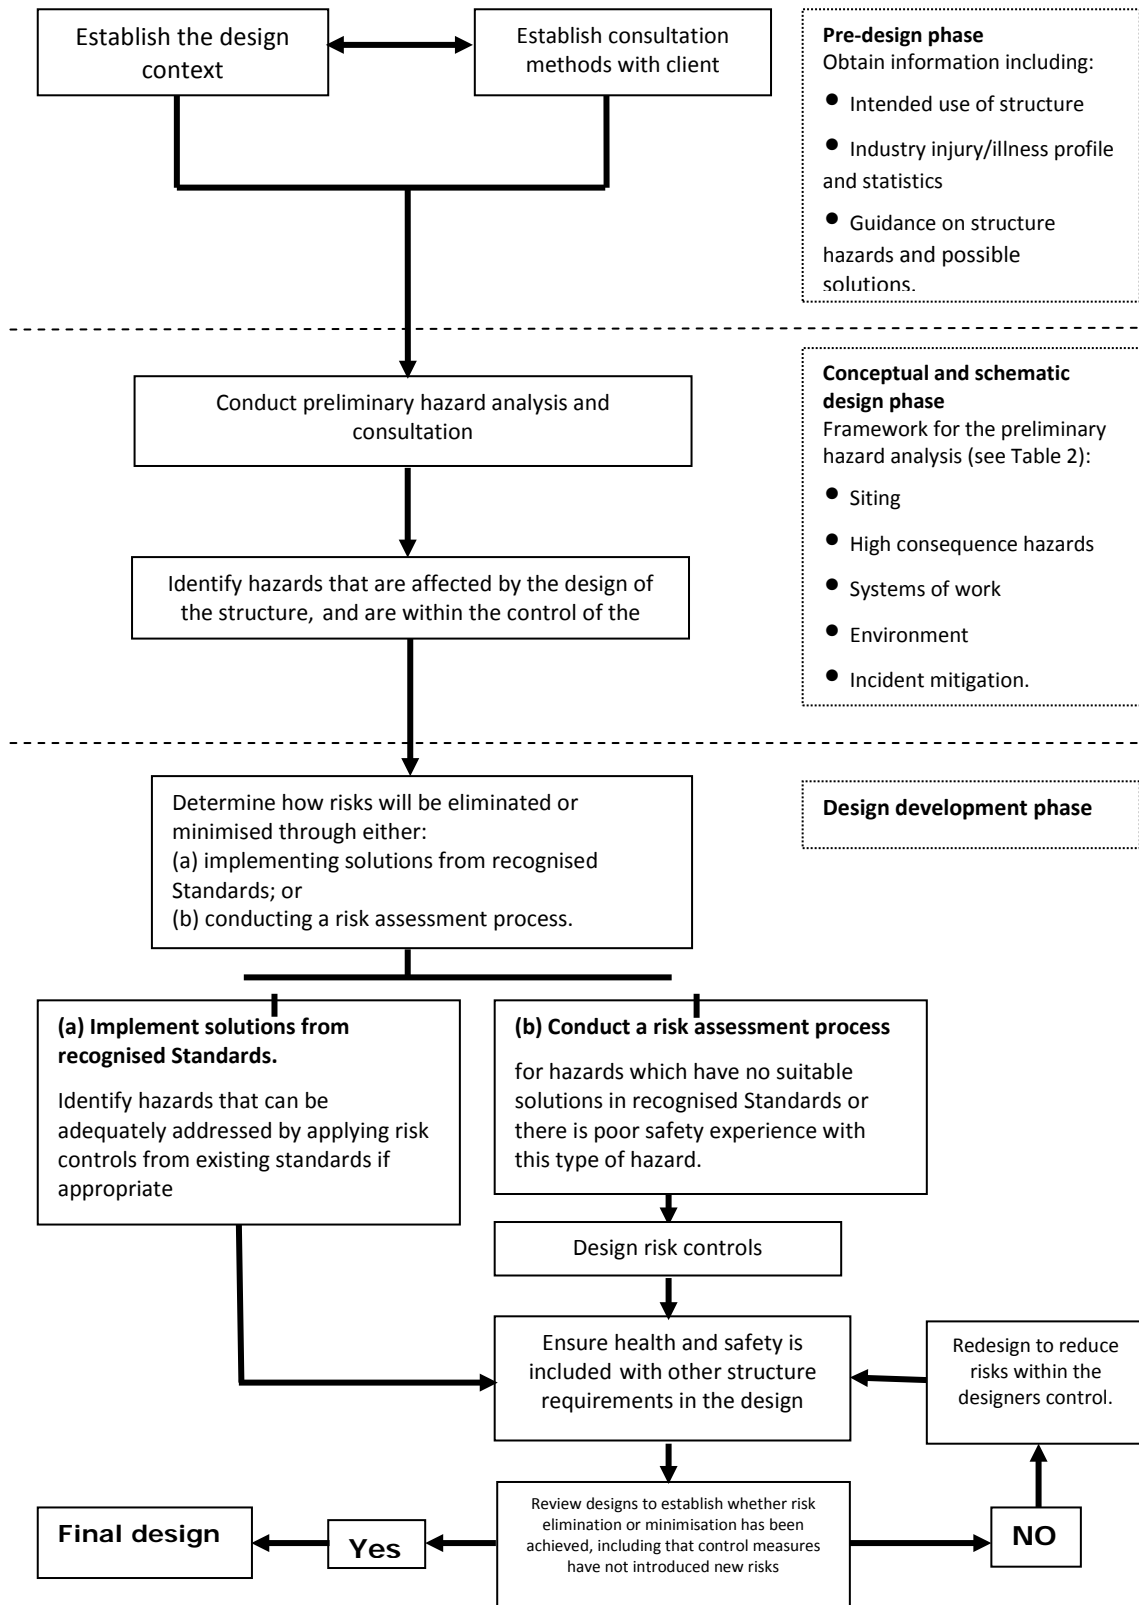 Establish the design
context
Establish consultation
methods with client
Pre-design phase
Obtain information including:
• Intended use of structure
• Industry injury/illness profile
and statistics
• Guidance on structure
hazards and possible
solutions.
Conduct preliminary hazard analysis and
consultation
Conceptual and schematic
design phase
Framework for the preliminary
hazard analysis (see Table 2):
• Siting
• High consequence hazards
• Systems of work
• Environment
• Incident mitigation.
Identify hazards that are affected by the design of
the structure, and are within the control of the
Determine how risks will be eliminated or
minimised through either:
(a) implementing solutions from recognised
Standards; or
(b) conducting a risk assessment process.
Design development phase
(a) Implement solutions from
recognised Standards.
Identify hazards that can be
adequately addressed by applying risk
controls from existing standards if
appropriate
(b) Conduct a risk assessment process
for hazards which have no suitable
solutions in recognised Standards or
there is poor safety experience with
this type of hazard.
Design risk controls
Ensure health and safety is
included with other structure
requirements in the design
Redesign to reduce
risks within the
designers control.
Review designs to establish whether risk
elimination or minimisation has been
achieved, including that control measures
have not introduced new risks
Final design
Yes
NO